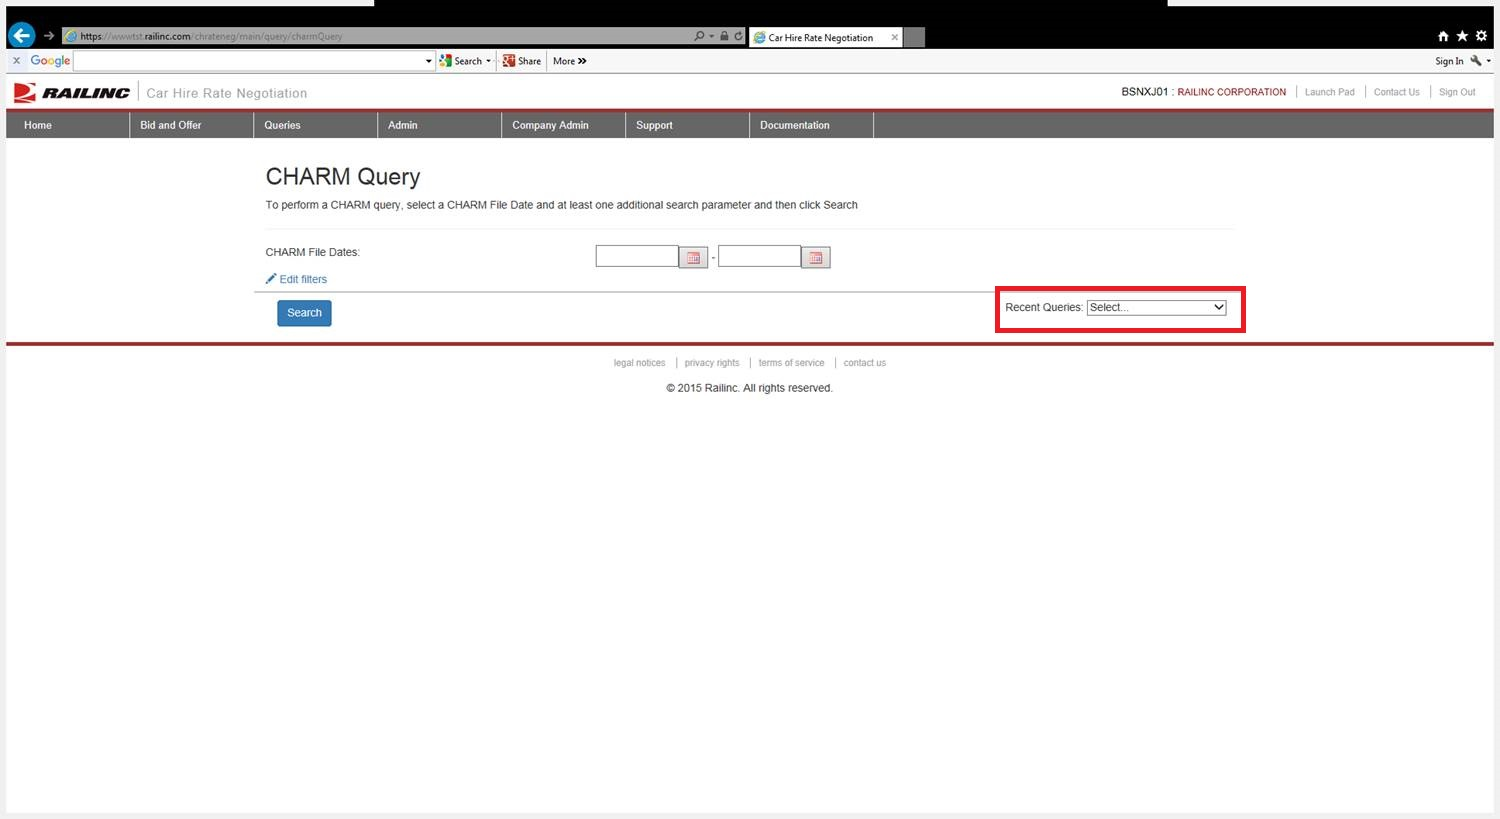 https://wwwtst.railinc.com/chrateneg/main/query/charmQuery
Car Hire Rate Negotiation
x Google Search Share More » Sign In
RAILINC Car Hire Rate Negotiation BSNXJ01 : RAILINC CORPORATION Launch Pad Contact Us Sign Out
Home Bid and Offer Queries Admin Company Admin Support Documentation
CHARM Query
To perform a CHARM query, select a CHARM File Date and at least one additional search parameter and then click Search
CHARM File Dates: -
Edit filters
Search Recent Queries: Select...
legal notices privacy rights terms of service contact us
© 2015 Railinc. All rights reserved.